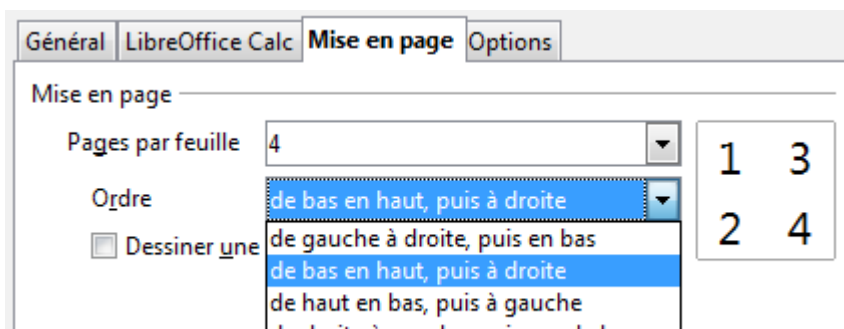 Général LibreOffice Calc Mise en page Options
Mise en page
Pages par feuille 4
1 3
Ordre de bas en haut, puis à droite
2 4
Dessiner une de gauche à droite, puis en bas
de bas en haut, puis à droite
de haut en bas, puis à gauche